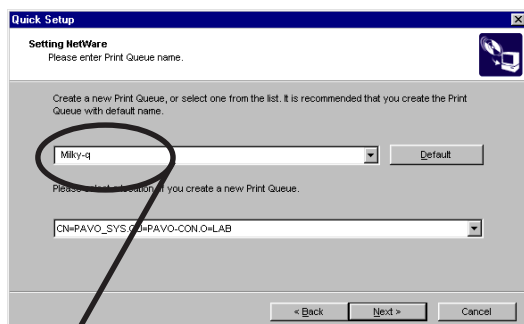 Quick Setup
Setting NetWare
Please enter Print Queue name.
Create a new Print Queue, or select one from the list. It is recommended that you create the Print
Queue with default name.
Milky-q
Default
Please select a location if you create a new Print Queue.
CN=PAVO_SYS.OU=PAVO-CON.O=LAB
< Back
Next >
Cancel